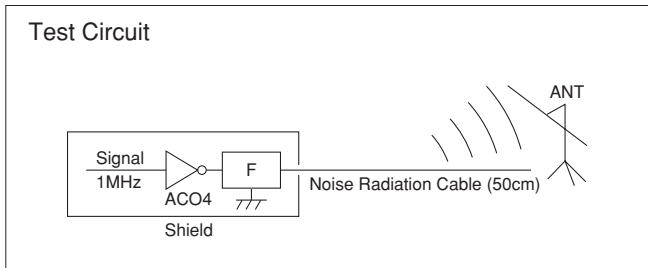 Test Circuit
ANT
Signal
F
1MHz
Noise Radiation Cable (50cm)
ACO4
Shield